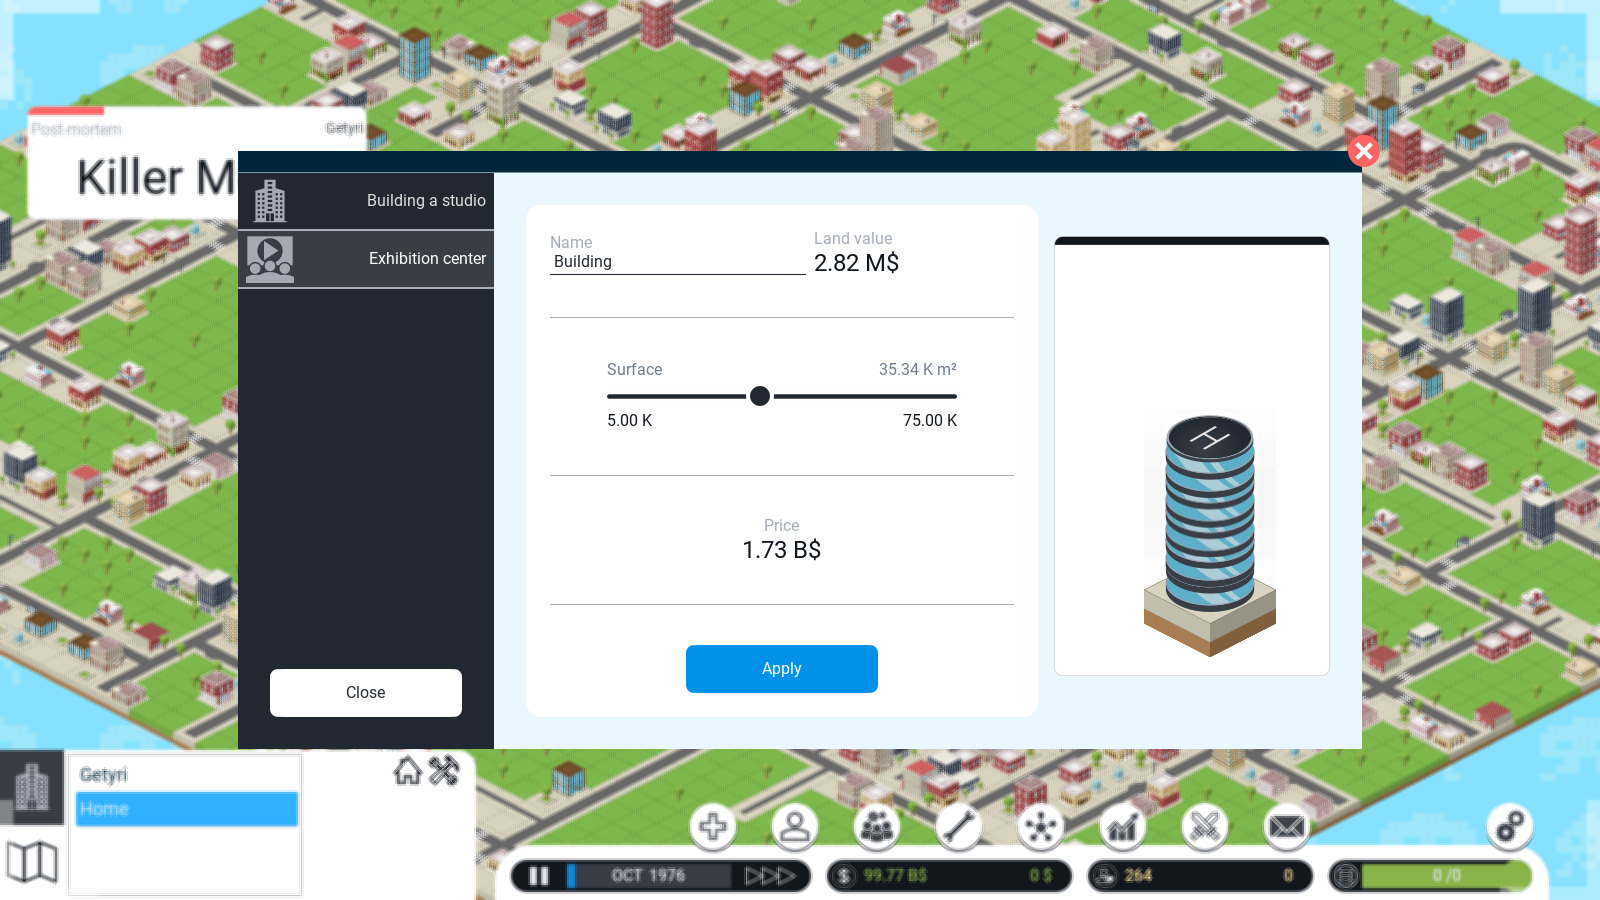 Post-mortem
Getyri
Killer M
Building a studio
Exhibition center
Close
Name
Building
Land value
2.82 M$
Surface
35.34 K m²
5.00 K
75.00 K
Price
1.73 B$
Apply
H
Getyri
Home
OCT 1976
$
99.77 B$
0 $
264
0
0 /0